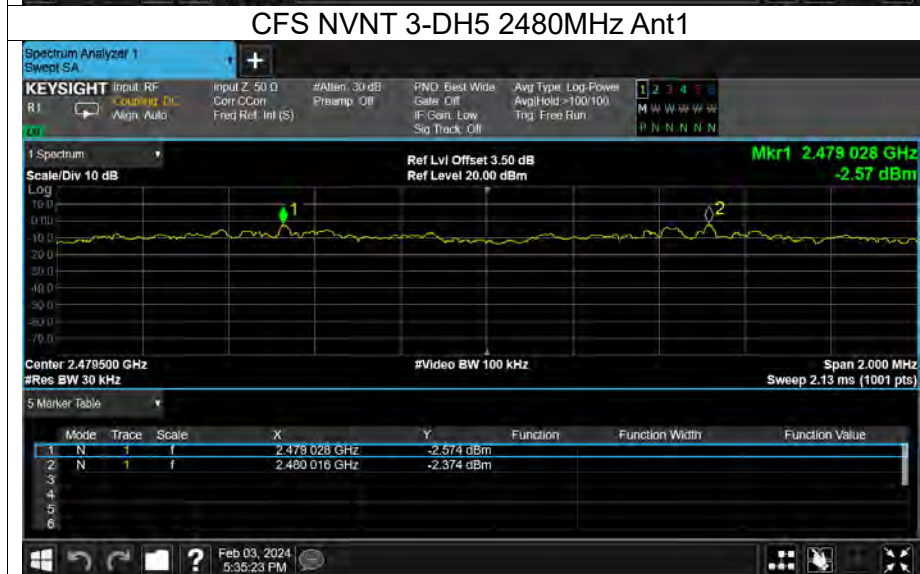 CFS NVNT 3-DH5 2480MHz Ant1
Spectrum Analyzer 1
Swept SA
+
KEYSIGHT Input: RF Input Z: 50 Ω #Atten: 30 dB PNO: Best Wide Avg Type: Log-Power 1 2 3 4 5 6
Coupling: DC Corr CCorr Preamp: Off Gate: Off Avg|Hold:>100/100 M W W W W W
Align: Auto Freq Ref: Int (S) IF Gain: Low Trig: Free Run
Sig Track: Off P N N N N N
1 Spectrum
Ref Lvl Offset 3.50 dB Mkr1 2.479 028 GHz
Scale/Div 10 dB Ref Level 20.00 dBm -2.57 dBm
Log
10.0
0.00
-10.0
-20.0
-30.0
-40.0
-50.0
-60.0
-70.0
1
2
Center 2.479500 GHz #Video BW 100 kHz Span 2.000 MHz
#Res BW 30 kHz Sweep 2.13 ms (1001 pts)
5 Marker Table
Mode Trace Scale X Y Function Function Width Function Value
1 N 1 f 2.479 028 GHz -2.574 dBm
2 N 1 f 2.480 016 GHz -2.374 dBm
3
4
5
6
? Feb 03, 2024
5:35:23 PM